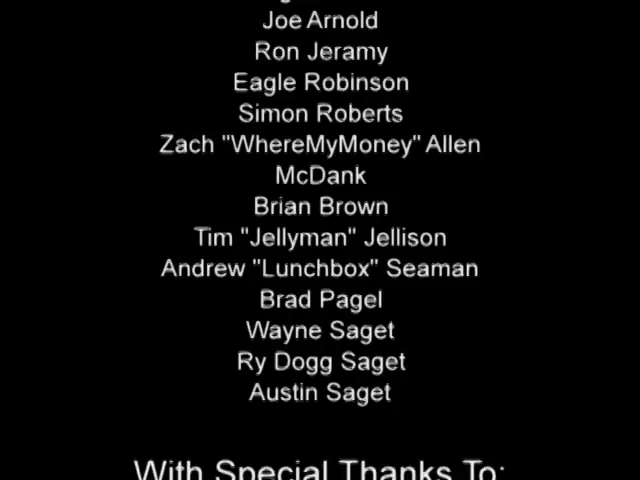 Joe Arnold
Ron Jeramy
Eagle Robinson
Simon Roberts
Zach "WhereMyMoney" Allen
McDank
Brian Brown
Tim "Jellyman" Jellison
Andrew "Lunchbox" Seaman
Brad Pagel
Wayne Saget
Ry Dogg Saget
Austin Saget
With Special Thanks To: